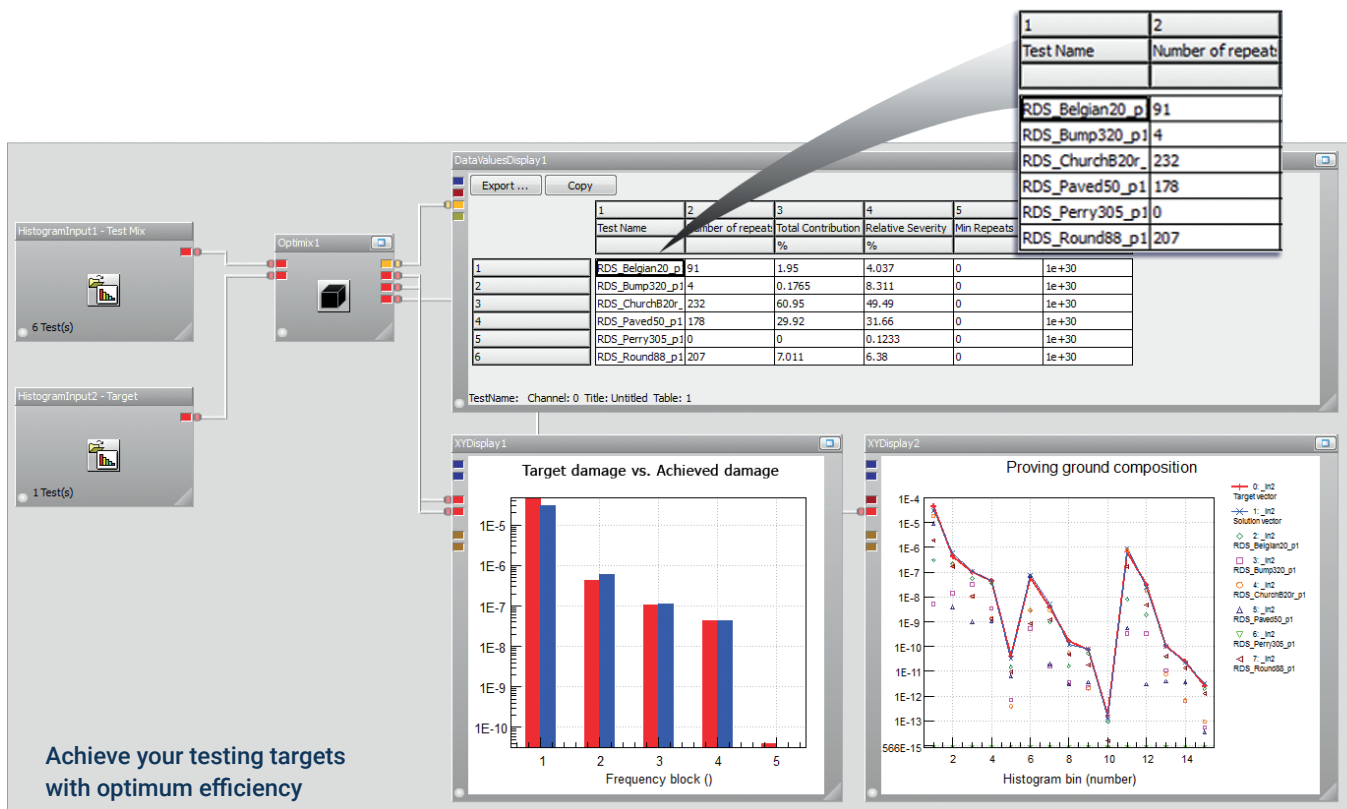 1 2
Test Name Number of repeat
RDS_Belgian20_p 91
RDS_Bump320_p1 4
RDS_ChurchB20r_ 232
RDS_Paved50_p1 178
RDS_Perry305_p1 0
RDS_Round88_p1 207
DataValuesDisplay1
Export ... Copy
1 2 3 4 5
Test Name Number of repeat Total Contribution Relative Severity Min Repeats
% %
1 RDS_Belgian20_p 91 1.95 4.037 0 1e+30
2 RDS_Bump320_p1 4 0.1765 8.311 0 1e+30
3 RDS_ChurchB20r_ 232 60.95 49.49 0 1e+30
4 RDS_Paved50_p1 178 29.92 31.66 0 1e+30
5 RDS_Perry305_p1 0 0 0.1233 0 1e+30
6 RDS_Round88_p1 207 7.011 6.38 0 1e+30
TestName: Channel: 0 Title: Untitled Table: 1
HistogramInput1 - Test Mix
6 Test(s)
Optimix1
HistogramInput2 - Target
1 Test(s)
XYDisplay1
Target damage vs. Achieved damage
1E-5
1E-6
1E-7
1E-8
1E-9
1E-10
1 2 3 4 5
Frequency block ()
XYDisplay2
Proving ground composition
1E-4
1E-5
1E-6
1E-7
1E-8
1E-9
1E-10
1E-11
1E-12
1E-13
566E-15
2 4 6 8 10 12 14
Histogram bin (number)
0: _In2
Target vector
1: _In2
Solution vector
2: _In2
RDS_Belgian20_p1
3: _In2
RDS_Bump320_p1
4: _In2
RDS_ChurchB20r_p1
5: _In2
RDS_Paved50_p1
6: _In2
RDS_Perry305_p1
7: _In2
RDS_Round88_p1
Achieve your testing targets
with optimum efficiency